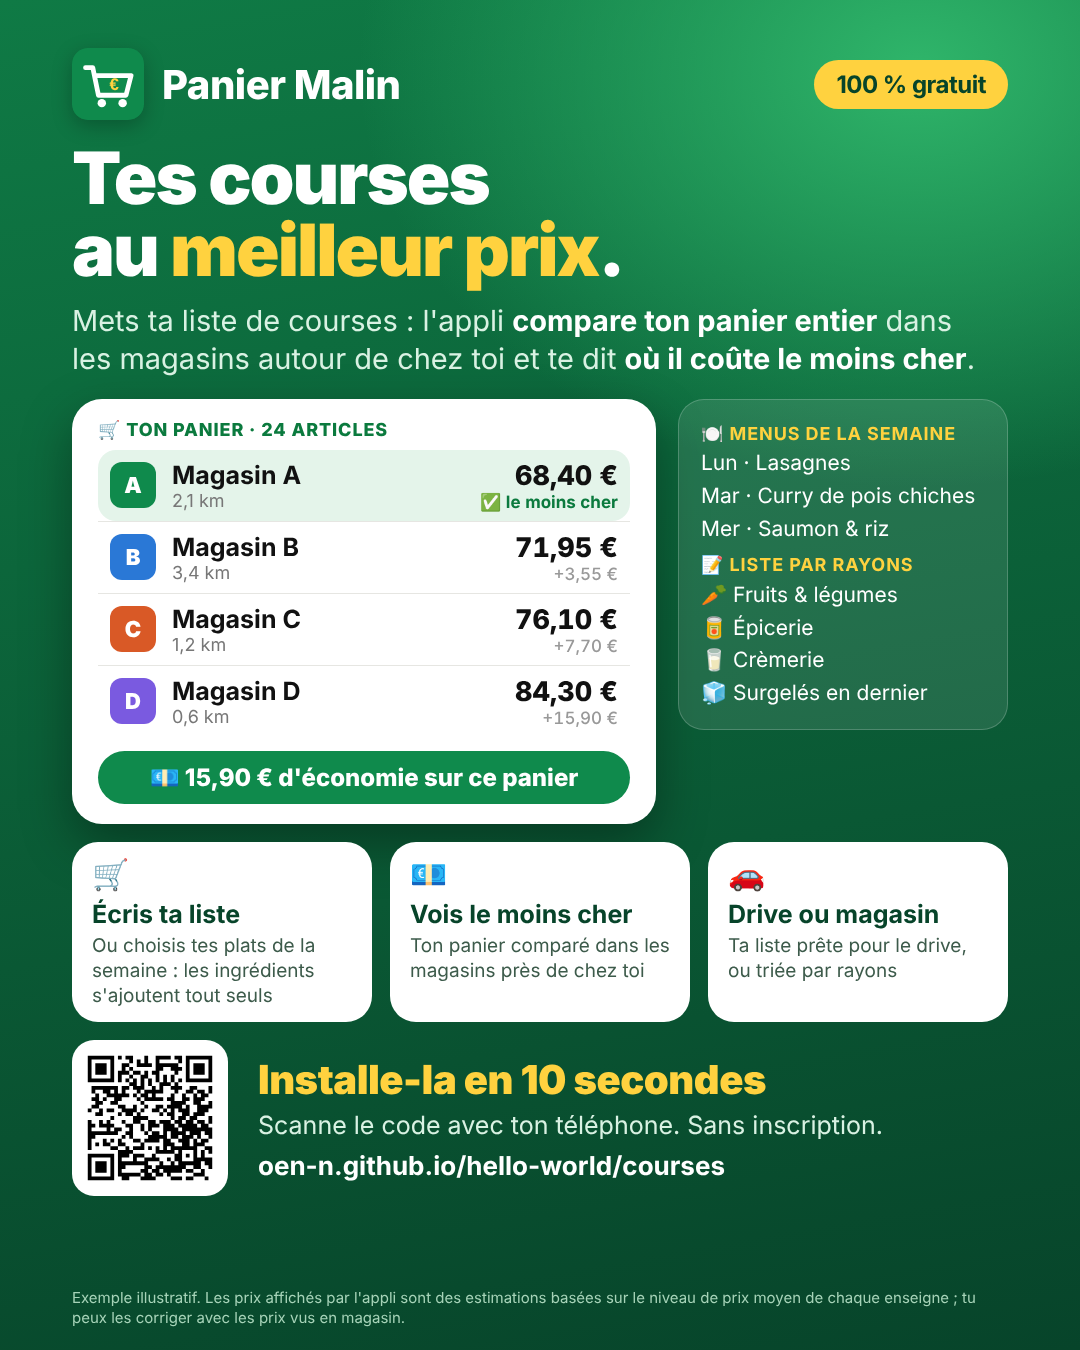 €
Panier Malin
100 % gratuit
Tes courses
au meilleur prix.
Mets ta liste de courses : l'appli compare ton panier entier dans
les magasins autour de chez toi et te dit où il coûte le moins cher.
🛒 TON PANIER · 24 ARTICLES
A
Magasin A
2,1 km
68,40 €
✅ le moins cher
B
Magasin B
3,4 km
71,95 €
+3,55 €
C
Magasin C
1,2 km
76,10 €
+7,70 €
D
Magasin D
0,6 km
84,30 €
+15,90 €
💶 15,90 € d'économie sur ce panier
🍽️ MENUS DE LA SEMAINE
Lun · Lasagnes
Mar · Curry de pois chiches
Mer · Saumon & riz
📝 LISTE PAR RAYONS
🥕 Fruits & légumes
🥫 Épicerie
🥛 Crèmerie
🧊 Surgelés en dernier
🛒
Écris ta liste
Ou choisis tes plats de la
semaine : les ingrédients
s'ajoutent tout seuls
💶
Vois le moins cher
Ton panier comparé dans les
magasins près de chez toi
🚗
Drive ou magasin
Ta liste prête pour le drive,
ou triée par rayons
Installe-la en 10 secondes
Scanne le code avec ton téléphone. Sans inscription.
oen-n.github.io/hello-world/courses
Exemple illustratif. Les prix affichés par l'appli sont des estimations basées sur le niveau de prix moyen de chaque enseigne ; tu
peux les corriger avec les prix vus en magasin.